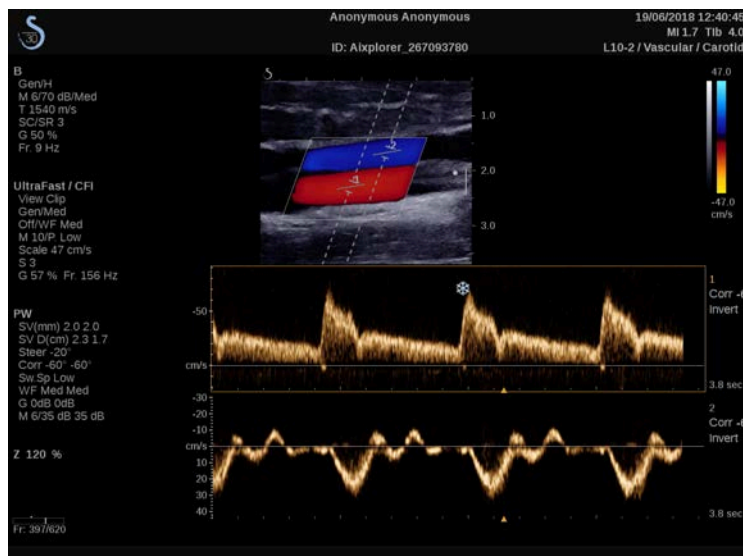 Anonymous Anonymous
19/06/2018 12:40:45
MI 1.7 TIb 4.0
ID: Aixplorer_267093780
L10-2 / Vascular / Carotid
30
B
Gen/H
M 6/70 dB/Med
T 1540 m/s
SC/SR 3
G 50 %
Fr. 9 Hz
UltraFast / CFI
View Clip
Gen/Med
Off/WF Med
M 10/P. Low
Scale 47 cm/s
S 3
G 57 % Fr. 156 Hz
PW
SV(mm) 2.0 2.0
SV D(cm) 2.3 1.7
Steer -20°
Corr -60° -60°
Sw.Sp Low
WF Med Med
G 0dB 0dB
M 6/35 dB 35 dB
Z 120 %
Fr: 397/620
1.0
2.0
3.0
47.0
-47.0
cm/s
-50
cm/s
1
Corr -6
Invert
3.8 sec
-30
-20
-10
cm/s
10
20
30
40
2
Corr -6
Invert
3.8 sec